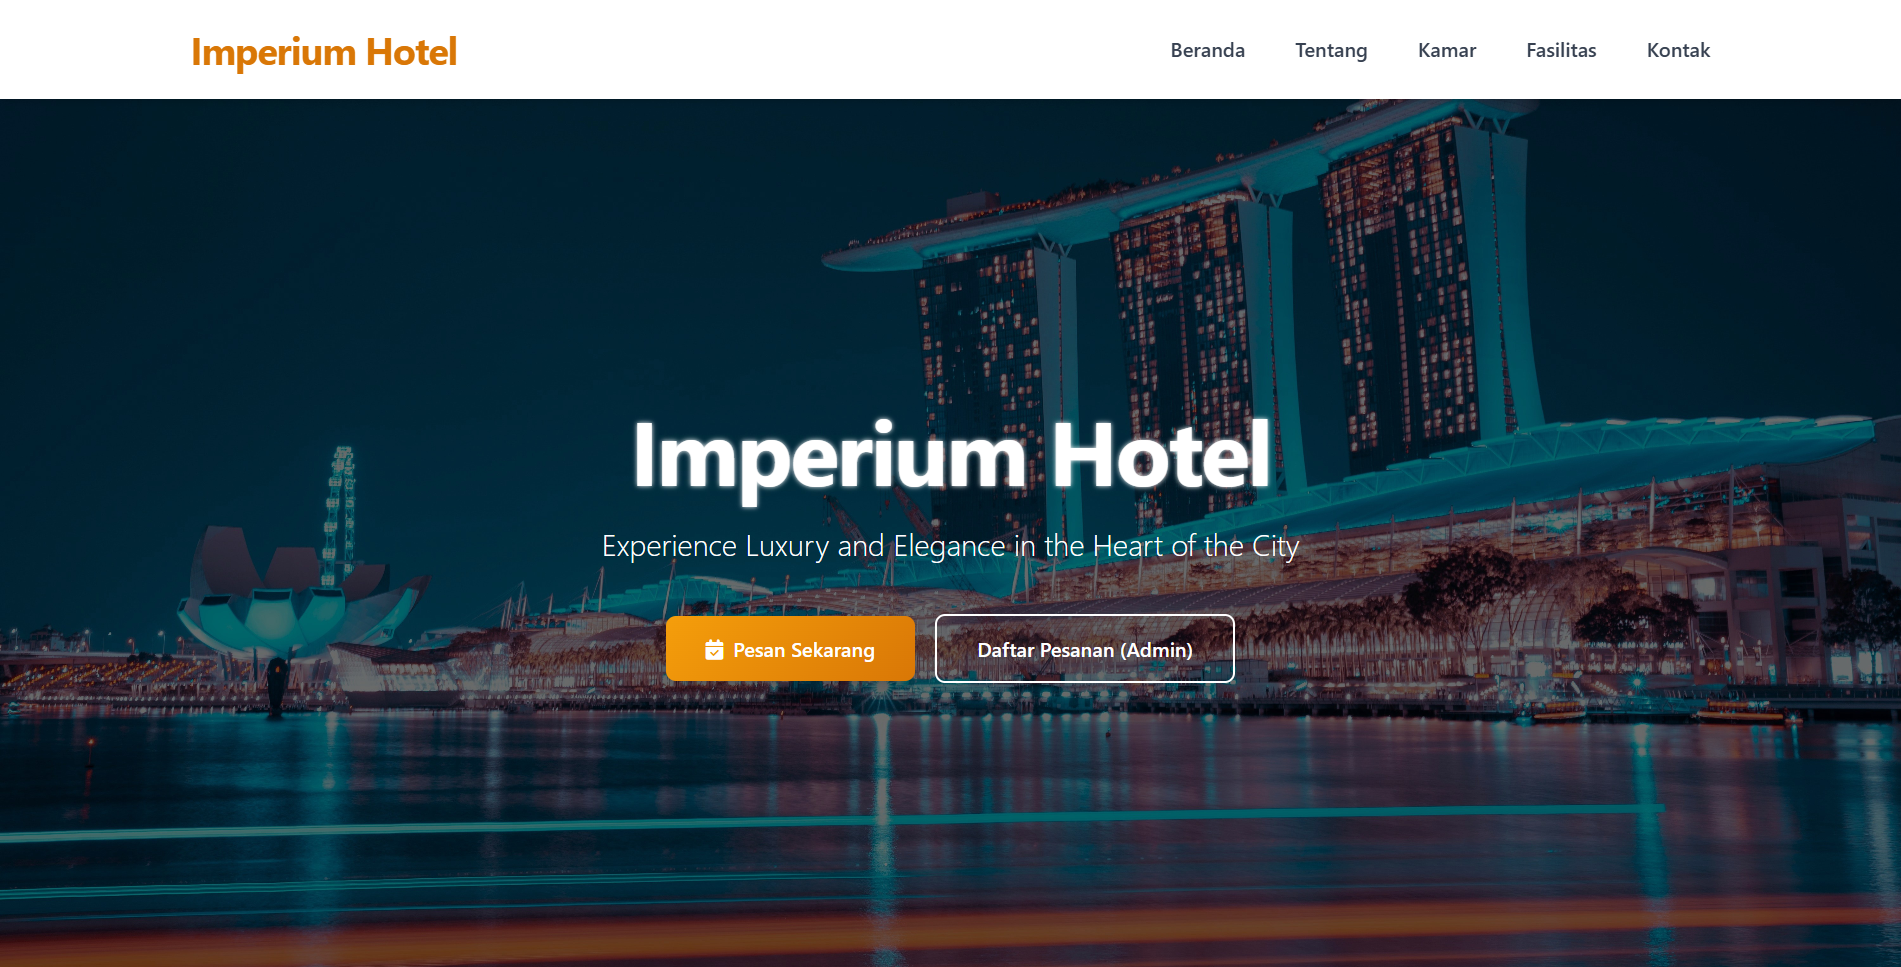 Imperium Hotel
Beranda Tentang Kamar Fasilitas Kontak
Imperium Hotel
Experience Luxury and Elegance in the Heart of the City
Pesan Sekarang
Daftar Pesanan (Admin)